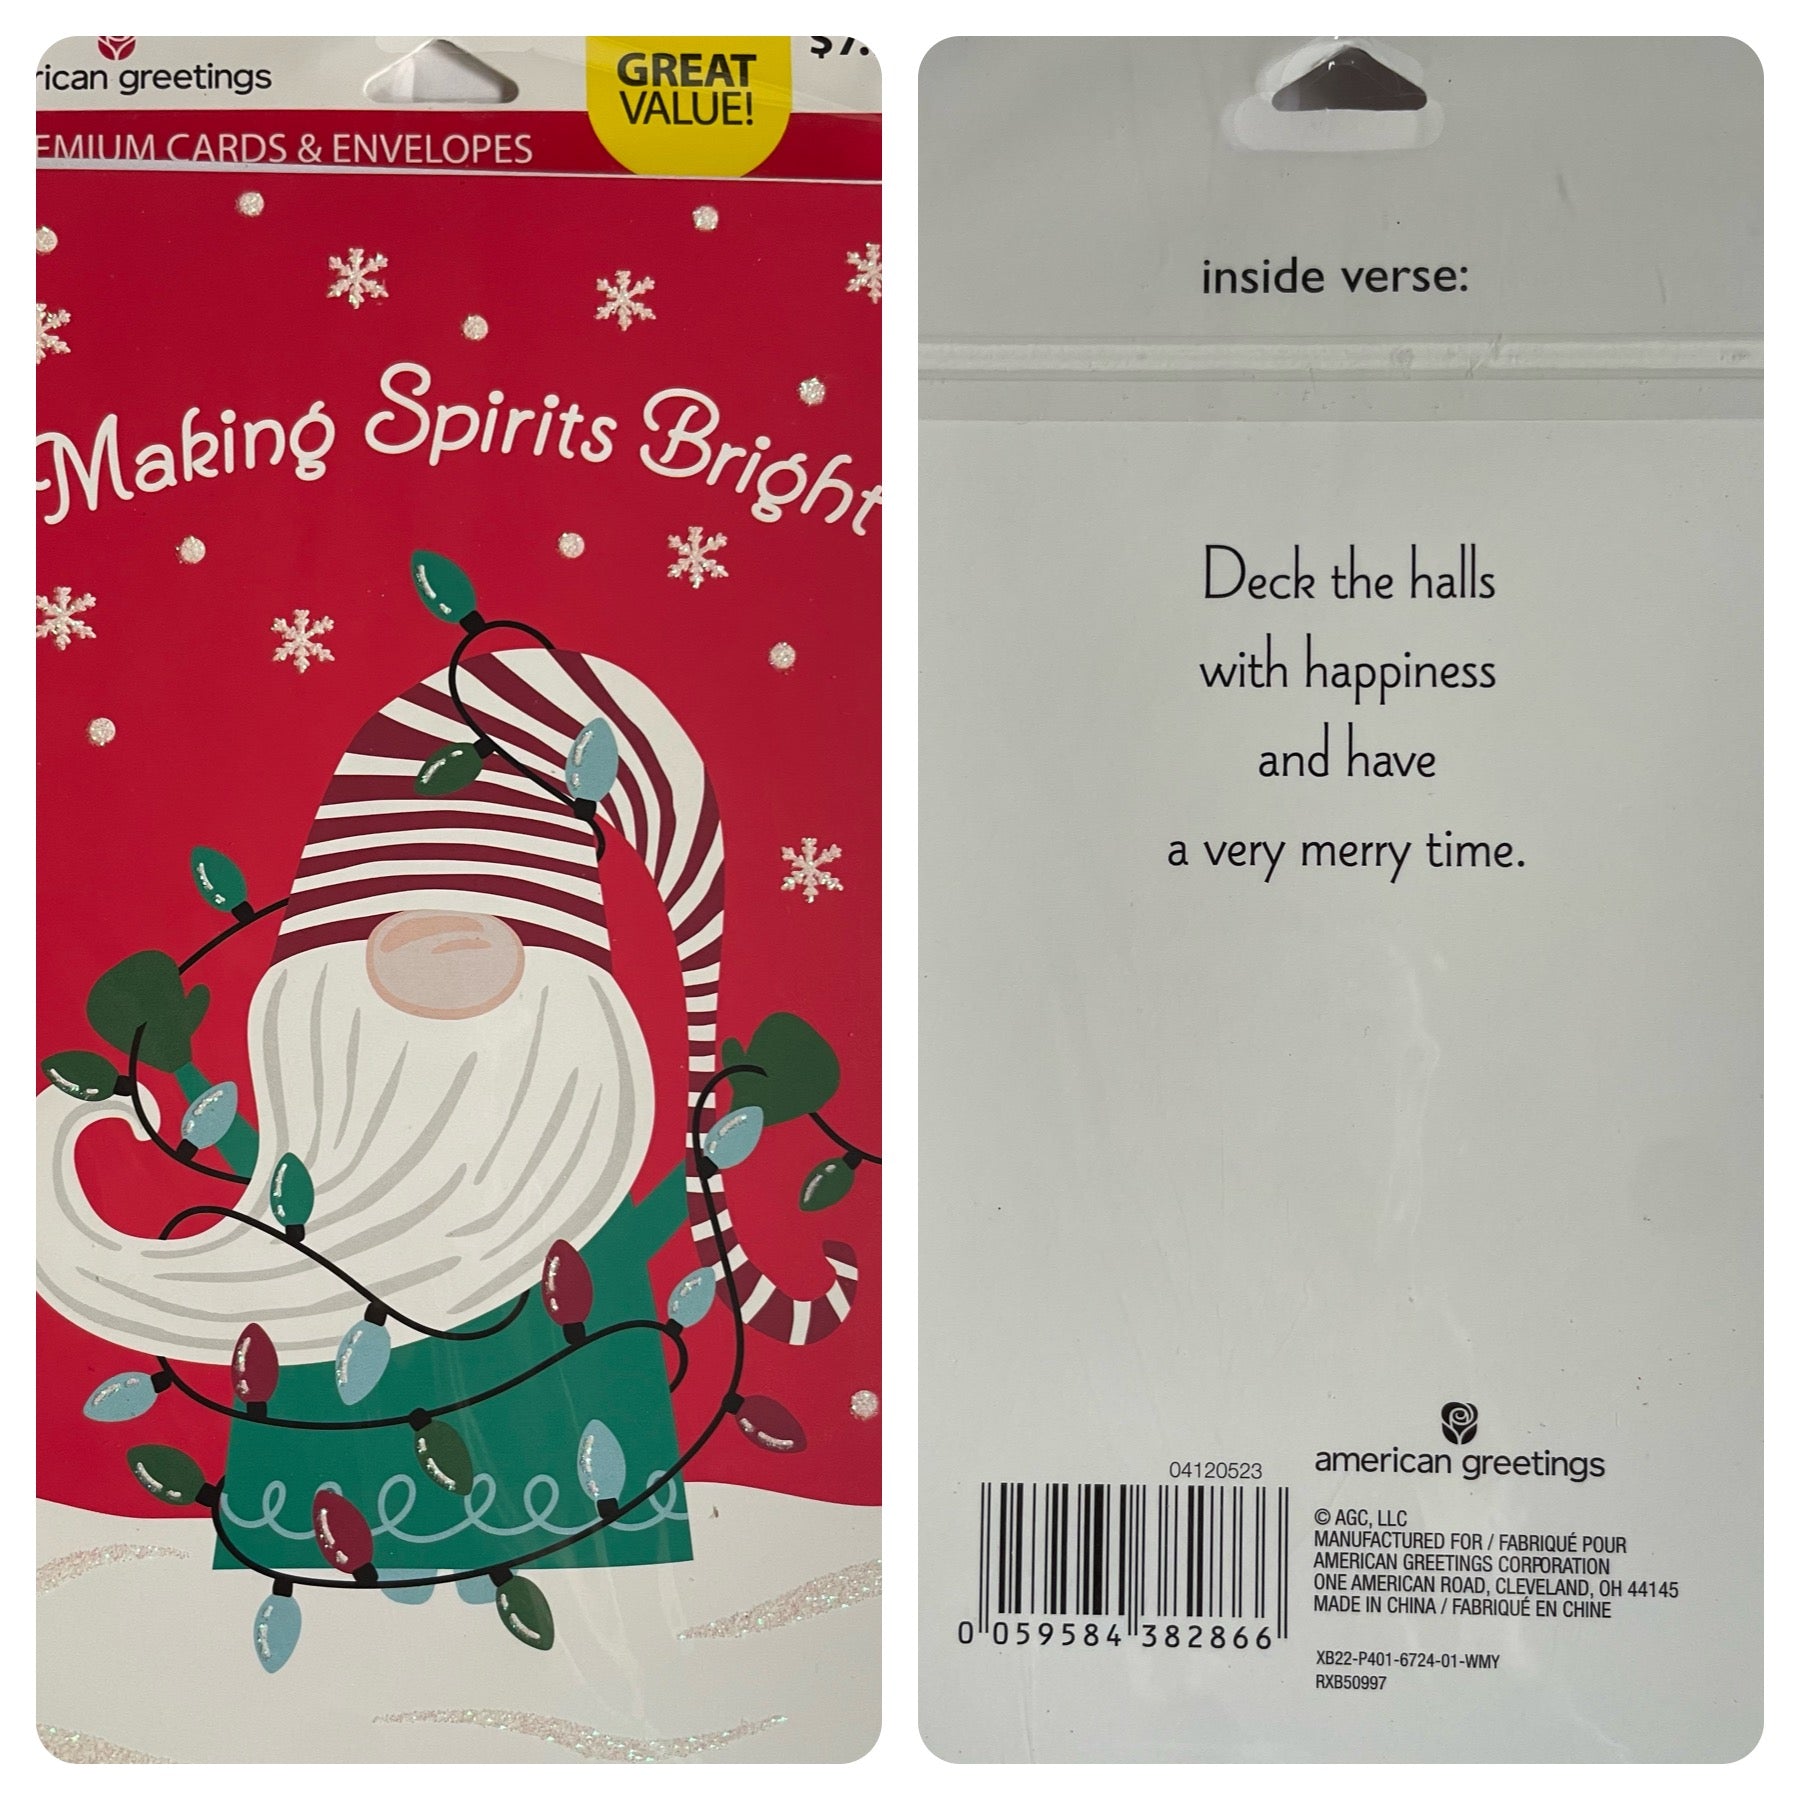 american greetings
GREAT
VALUE!
PREMIUM CARDS & ENVELOPES
Making Spirits Bright
inside verse:
Deck the halls
with happiness
and have
a very merry time.
04120523
0 059584 382866
american greetings
© AGC, LLC
MANUFACTURED FOR / FABRIQUÉ POUR
AMERICAN GREETINGS CORPORATION
ONE AMERICAN ROAD, CLEVELAND, OH 44145
MADE IN CHINA / FABRIQUÉ EN CHINE
XB22-P401-6724-01-WMY
RXB50997